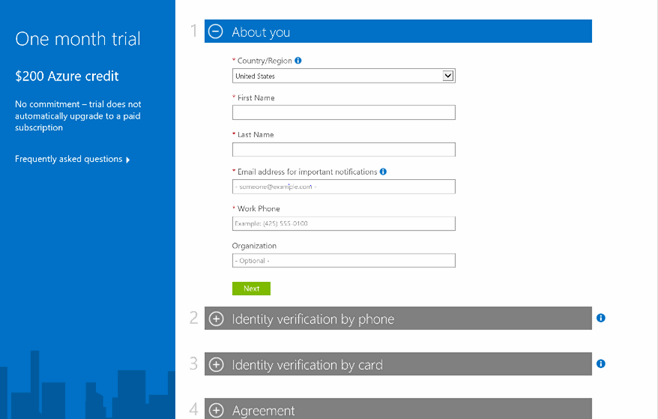 One month trial
$200 Azure credit
No commitment – trial does not
automatically upgrade to a paid
subscription
Frequently asked questions
1 About you
* Country/Region
United States
* First Name
* Last Name
* Email address for important notifications
- someone@example.com -
* Work Phone
Example: (425) 555-0100
Organization
- Optional -
Next
2 Identity verification by phone
3 Identity verification by card
4 Agreement